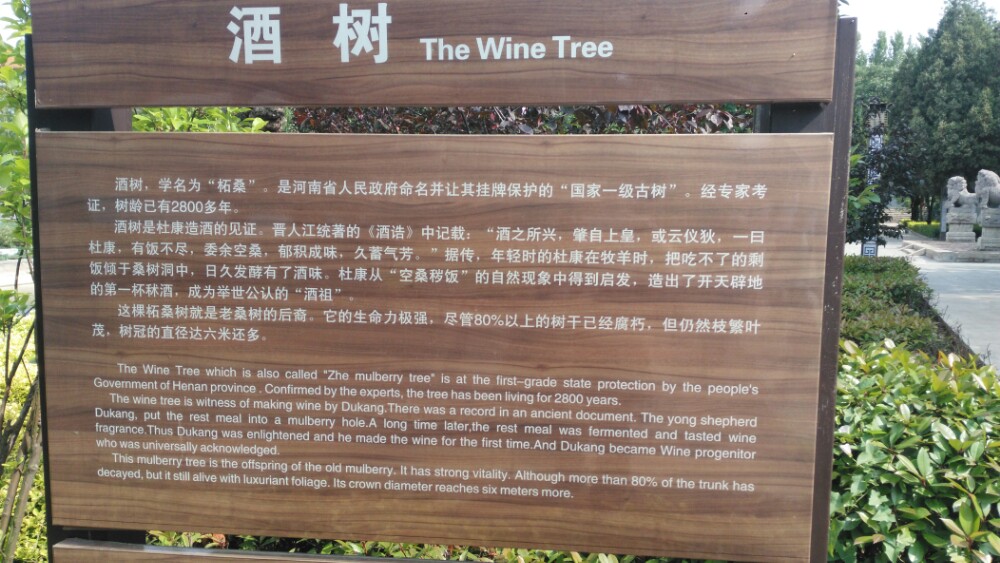 酒 树 The Wine Tree
酒树，学名为“柘桑”。是河南省人民政府命名并让其挂牌保护的“国家一级古树”。经专家考
证，树龄已有2800多年。
酒树是杜康造酒的见证。晋人江统著的《酒诰》中记载：“酒之所兴，肇自上皇，或云仪狄，一曰
杜康，有饭不尽，委余空桑，郁积成味，久蓄气芳。”据传，年轻时的杜康在牧羊时，把吃不了的剩
饭倾于桑树洞中，日久发酵有了酒味。杜康从“空桑秽饭”的自然现象中得到启发，造出了开天辟地
的第一杯秫酒，成为举世公认的“酒祖”。
这棵柘桑树就是老桑树的后裔。它的生命力极强，尽管80%以上的树干已经腐朽，但仍然枝繁叶
茂，树冠的直径达六米还多。
The Wine Tree which is also called "Zhe mulberry tree" is at the first-grade state protection by the people's
Government of Henan province . Confirmed by the experts, the tree has been living for 2800 years.
The wine tree is witness of making wine by Dukang.There was a record in an ancient document. The yong shepherd
Dukang, put the rest meal into a mulberry hole.A long time later,the rest meal was fermented and tasted wine
fragrance.Thus Dukang was enlightened and he made the wine for the first time.And Dukang became Wine progenitor
who was universally acknowledged.
This mulberry tree is the offspring of the old mulberry. It has strong vitality. Although more than 80% of the trunk has
decayed, but it still alive with luxuriant foliage. Its crown diameter reaches six meters more.